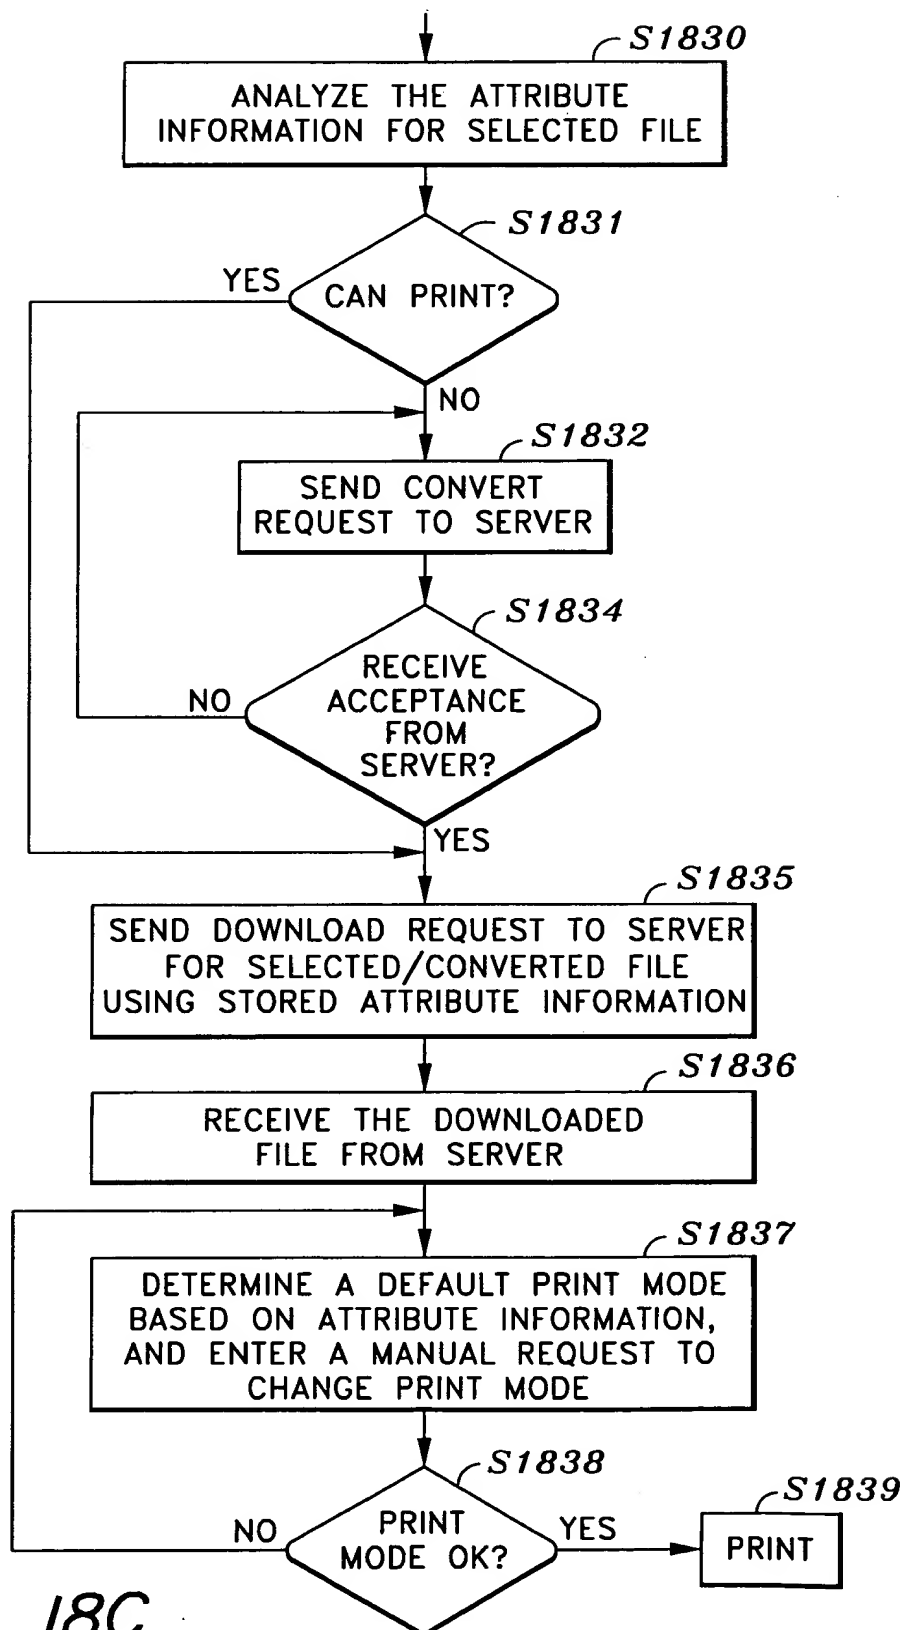 S1830
ANALYZE THE ATTRIBUTE
INFORMATION FOR SELECTED FILE
S1831
YES
CAN PRINT?
NO
S1832
SEND CONVERT
REQUEST TO SERVER
S1834
RECEIVE
ACCEPTANCE
FROM
SERVER?
NO
YES
S1835
SEND DOWNLOAD REQUEST TO SERVER
FOR SELECTED/CONVERTED FILE
USING STORED ATTRIBUTE INFORMATION
S1836
RECEIVE THE DOWNLOADED
FILE FROM SERVER
S1837
DETERMINE A DEFAULT PRINT MODE
BASED ON ATTRIBUTE INFORMATION,
AND ENTER A MANUAL REQUEST TO
CHANGE PRINT MODE
S1838
NO
PRINT
MODE OK?
YES
S1839
PRINT
18C